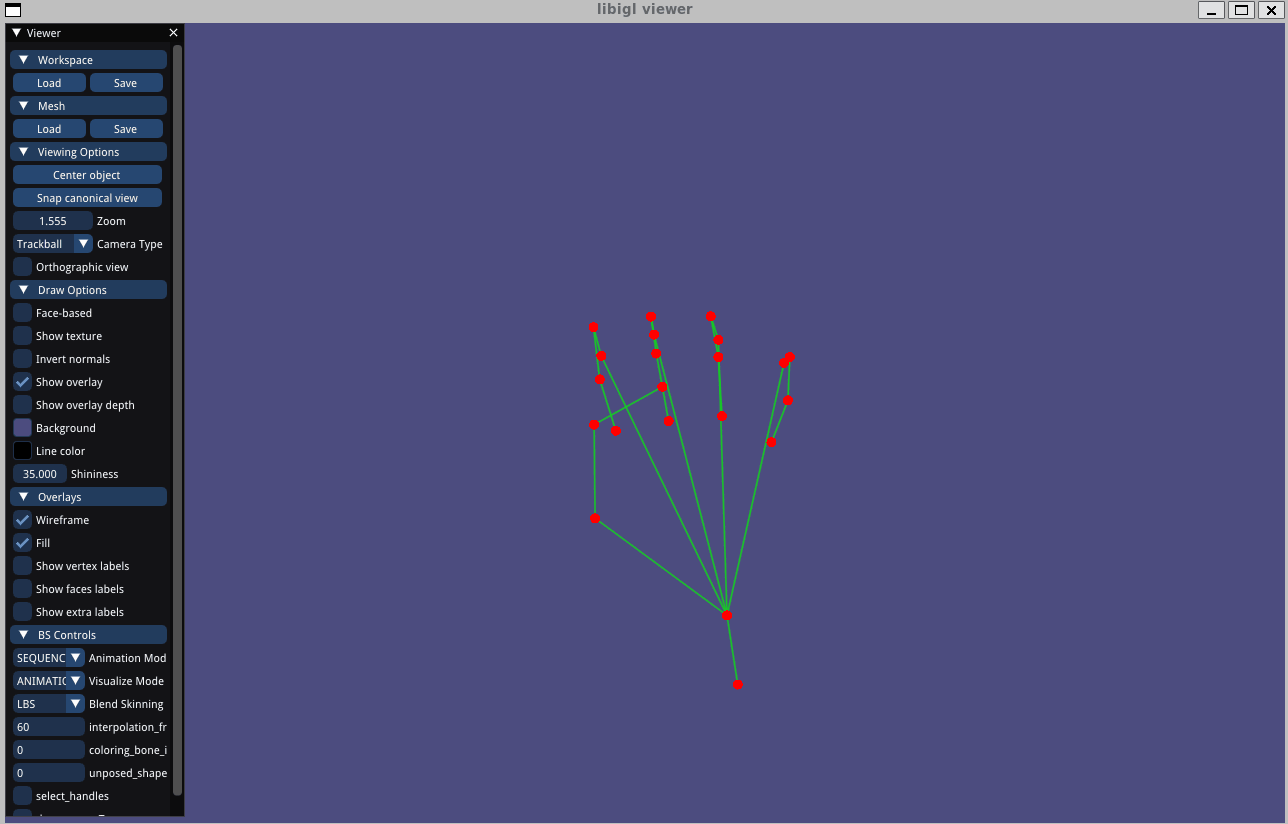 libigl viewer
Viewer
Workspace
Load Save
Mesh
Load Save
Viewing Options
Center object
Snap canonical view
1.555 Zoom
Trackball Camera Type
Orthographic view
Draw Options
Face-based
Show texture
Invert normals
Show overlay
Show overlay depth
Background
Line color
35.000 Shininess
Overlays
Wireframe
Fill
Show vertex labels
Show faces labels
Show extra labels
BS Controls
SEQUENC Animation Mod
ANIMATIC Visualize Mode
LBS Blend Skinning
60 interpolation_fr
0 coloring_bone_i
0 unposed_shape
select_handles